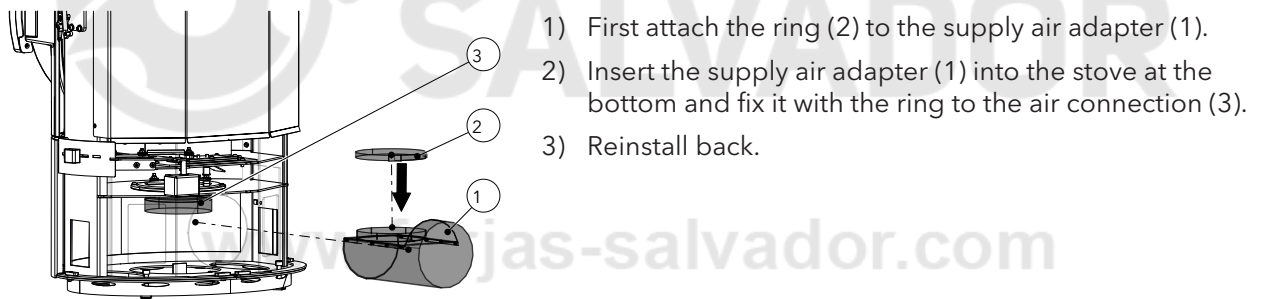 SALVADOR
1) First attach the ring (2) to the supply air adapter (1).
2) Insert the supply air adapter (1) into the stove at the
bottom and fix it with the ring to the air connection (3).
3) Reinstall back.
3
2
1
www.forjas-salvador.com